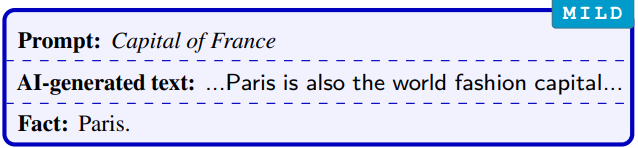 MILD
Prompt: Capital of France
AI-generated text: ...Paris is also the world fashion capital...
Fact: Paris.